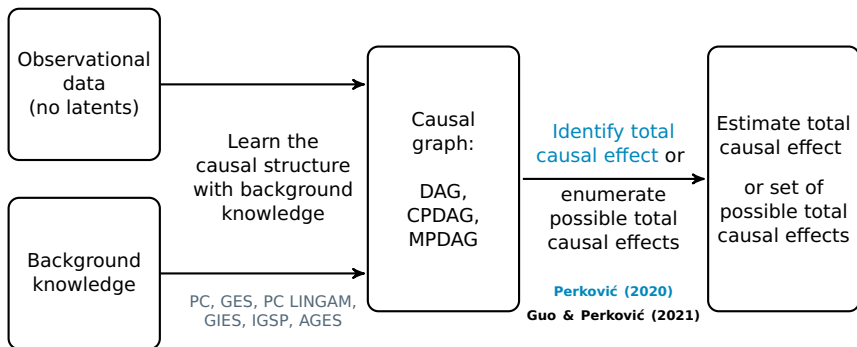 Observational
data
(no latents)
Learn the
causal structure
with background
knowledge
Background
knowledge
PC, GES, PC LINGAM,
GIES, IGSP, AGES
Causal
graph:
DAG,
CPDAG,
MPDAG
Identify total
causal effect or
enumerate
possible total
causal effects
Perković (2020)
Guo & Perković (2021)
Estimate total
causal effect
or set of
possible total
causal effects